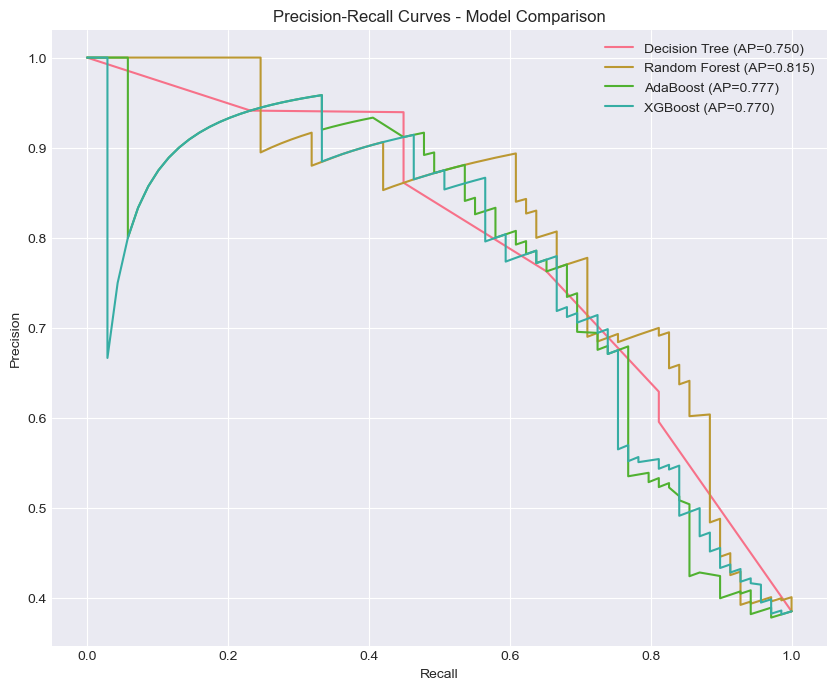 Precision-Recall Curves - Model Comparison
Decision Tree (AP=0.750)
Random Forest (AP=0.815)
AdaBoost (AP=0.777)
XGBoost (AP=0.770)
Precision
1.0
0.9
0.8
0.7
0.6
0.5
0.4
0.0 0.2 0.4 0.6 0.8 1.0
Recall